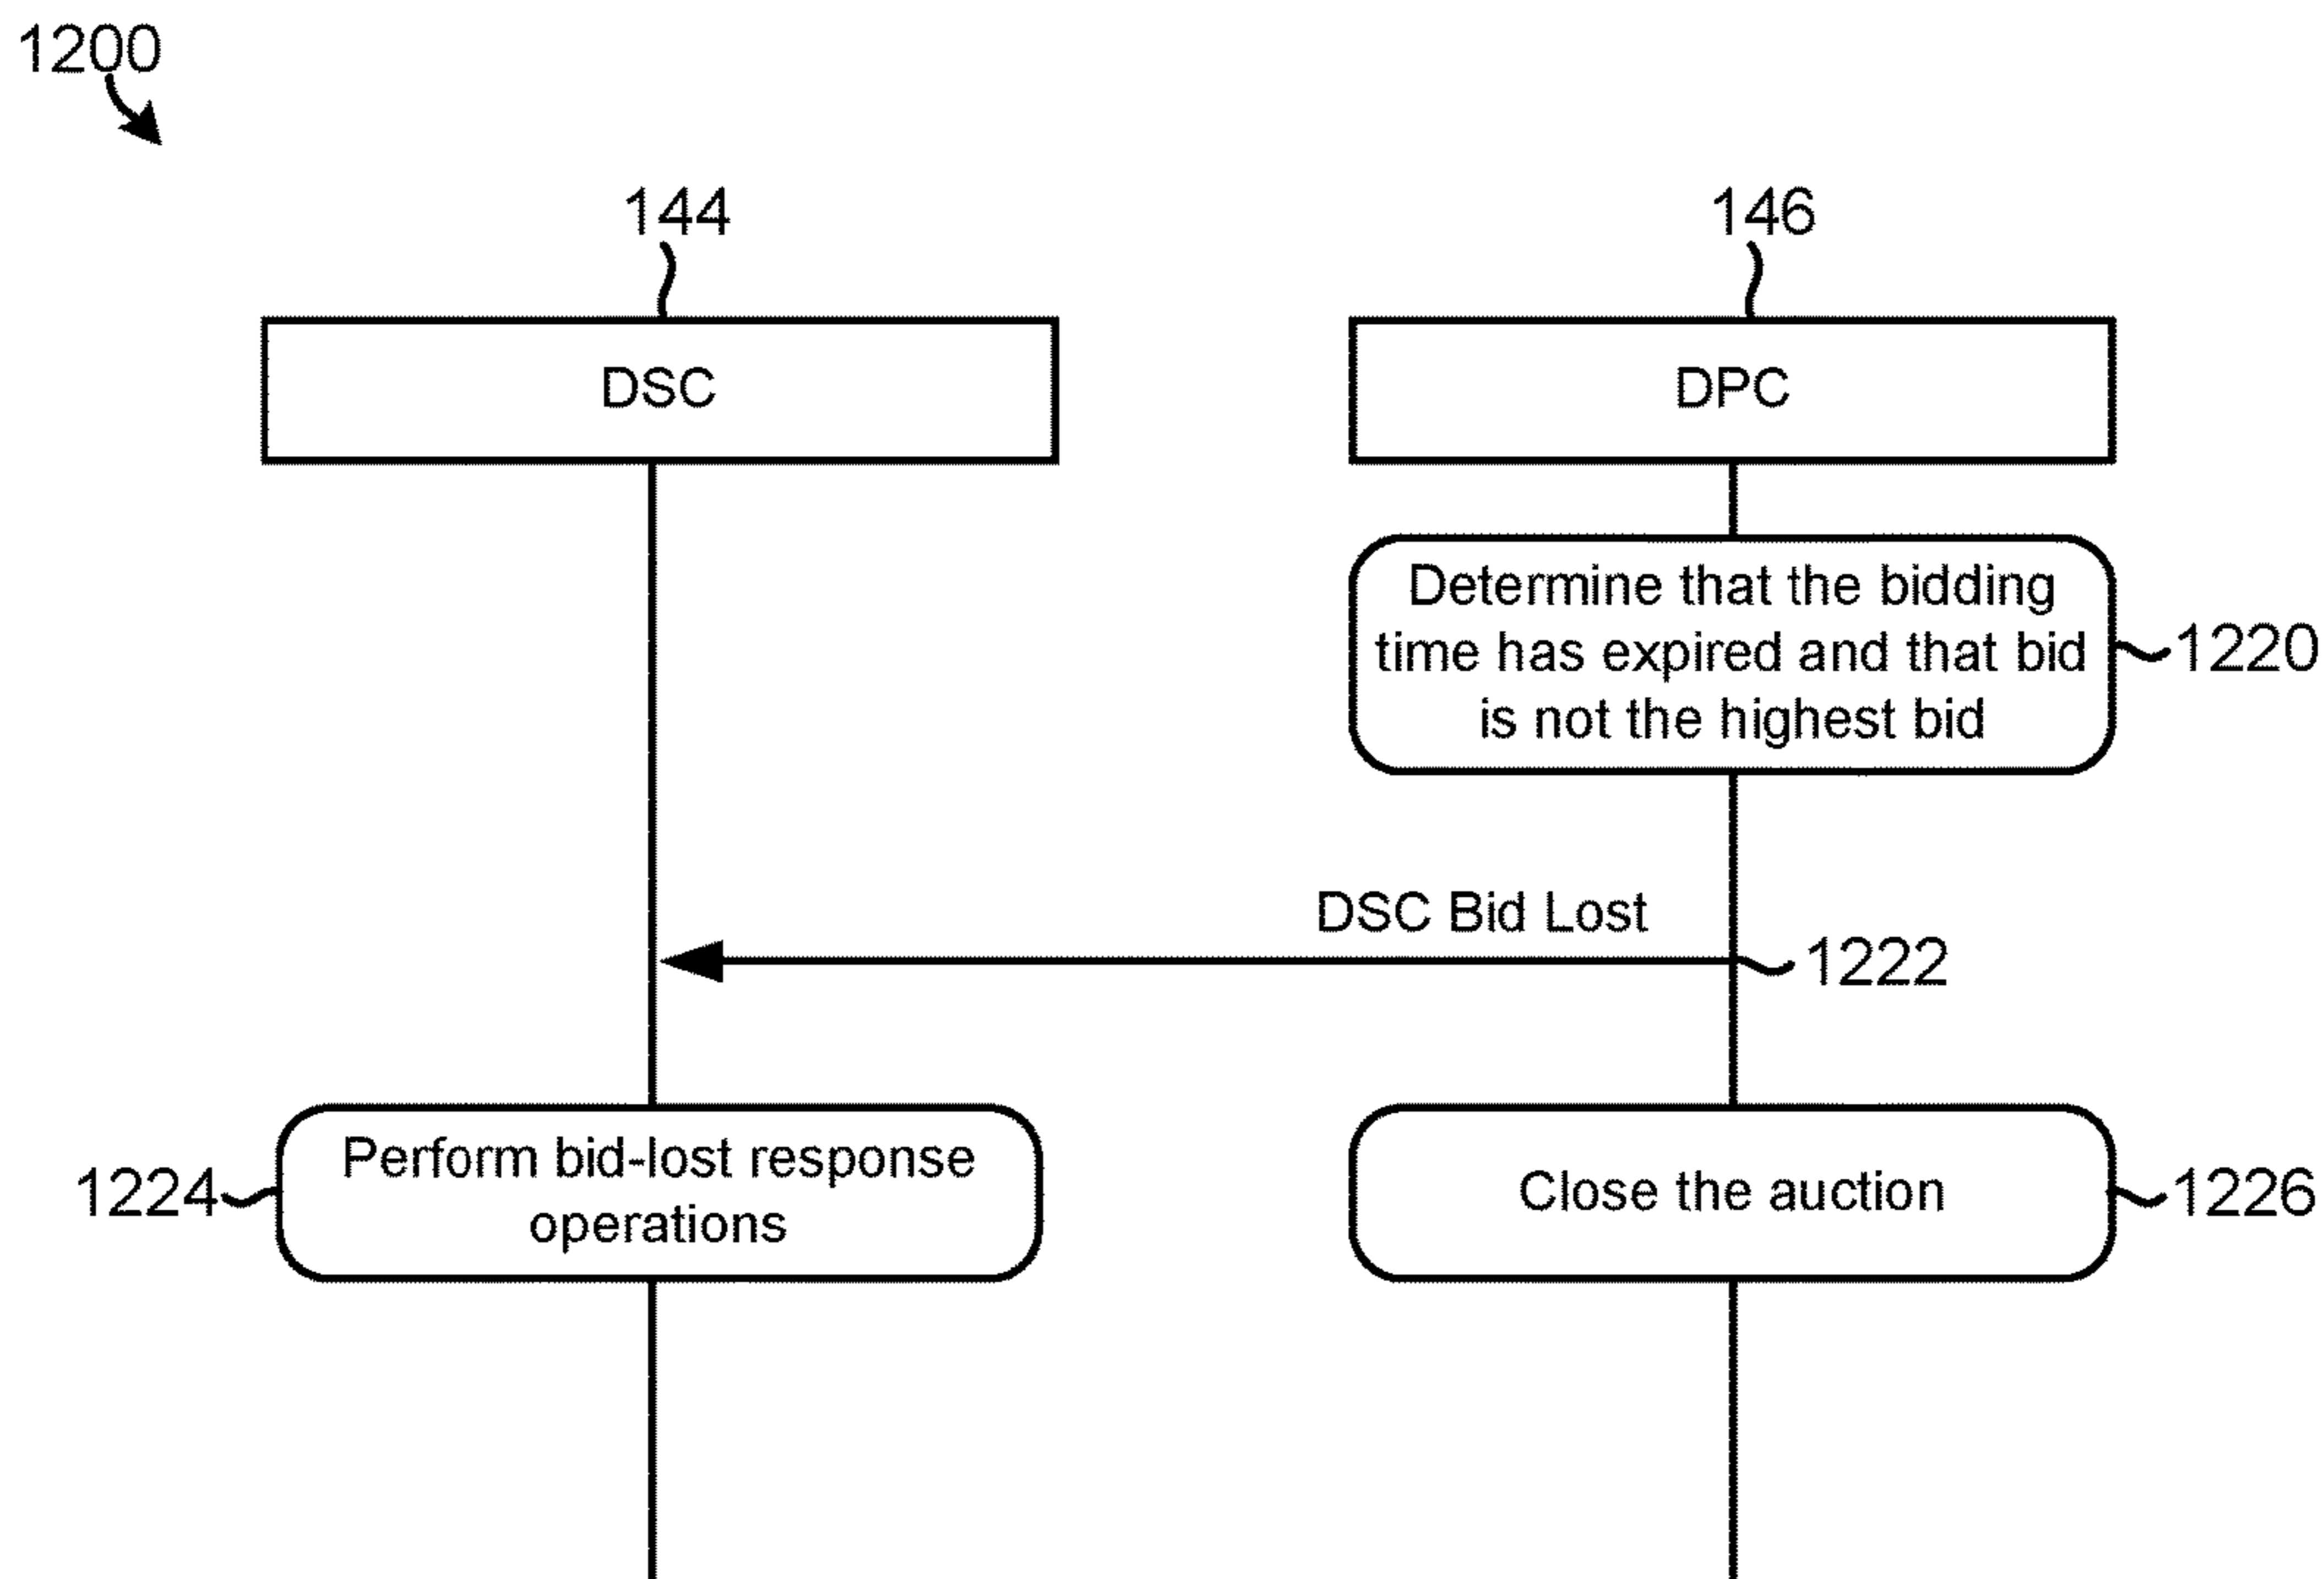 1200
144
146
DSC
DPC
Determine that the bidding
time has expired and that bid
is not the highest bid
1220
DSC Bid Lost
1222
1224
Perform bid-lost response
operations
Close the auction
1226